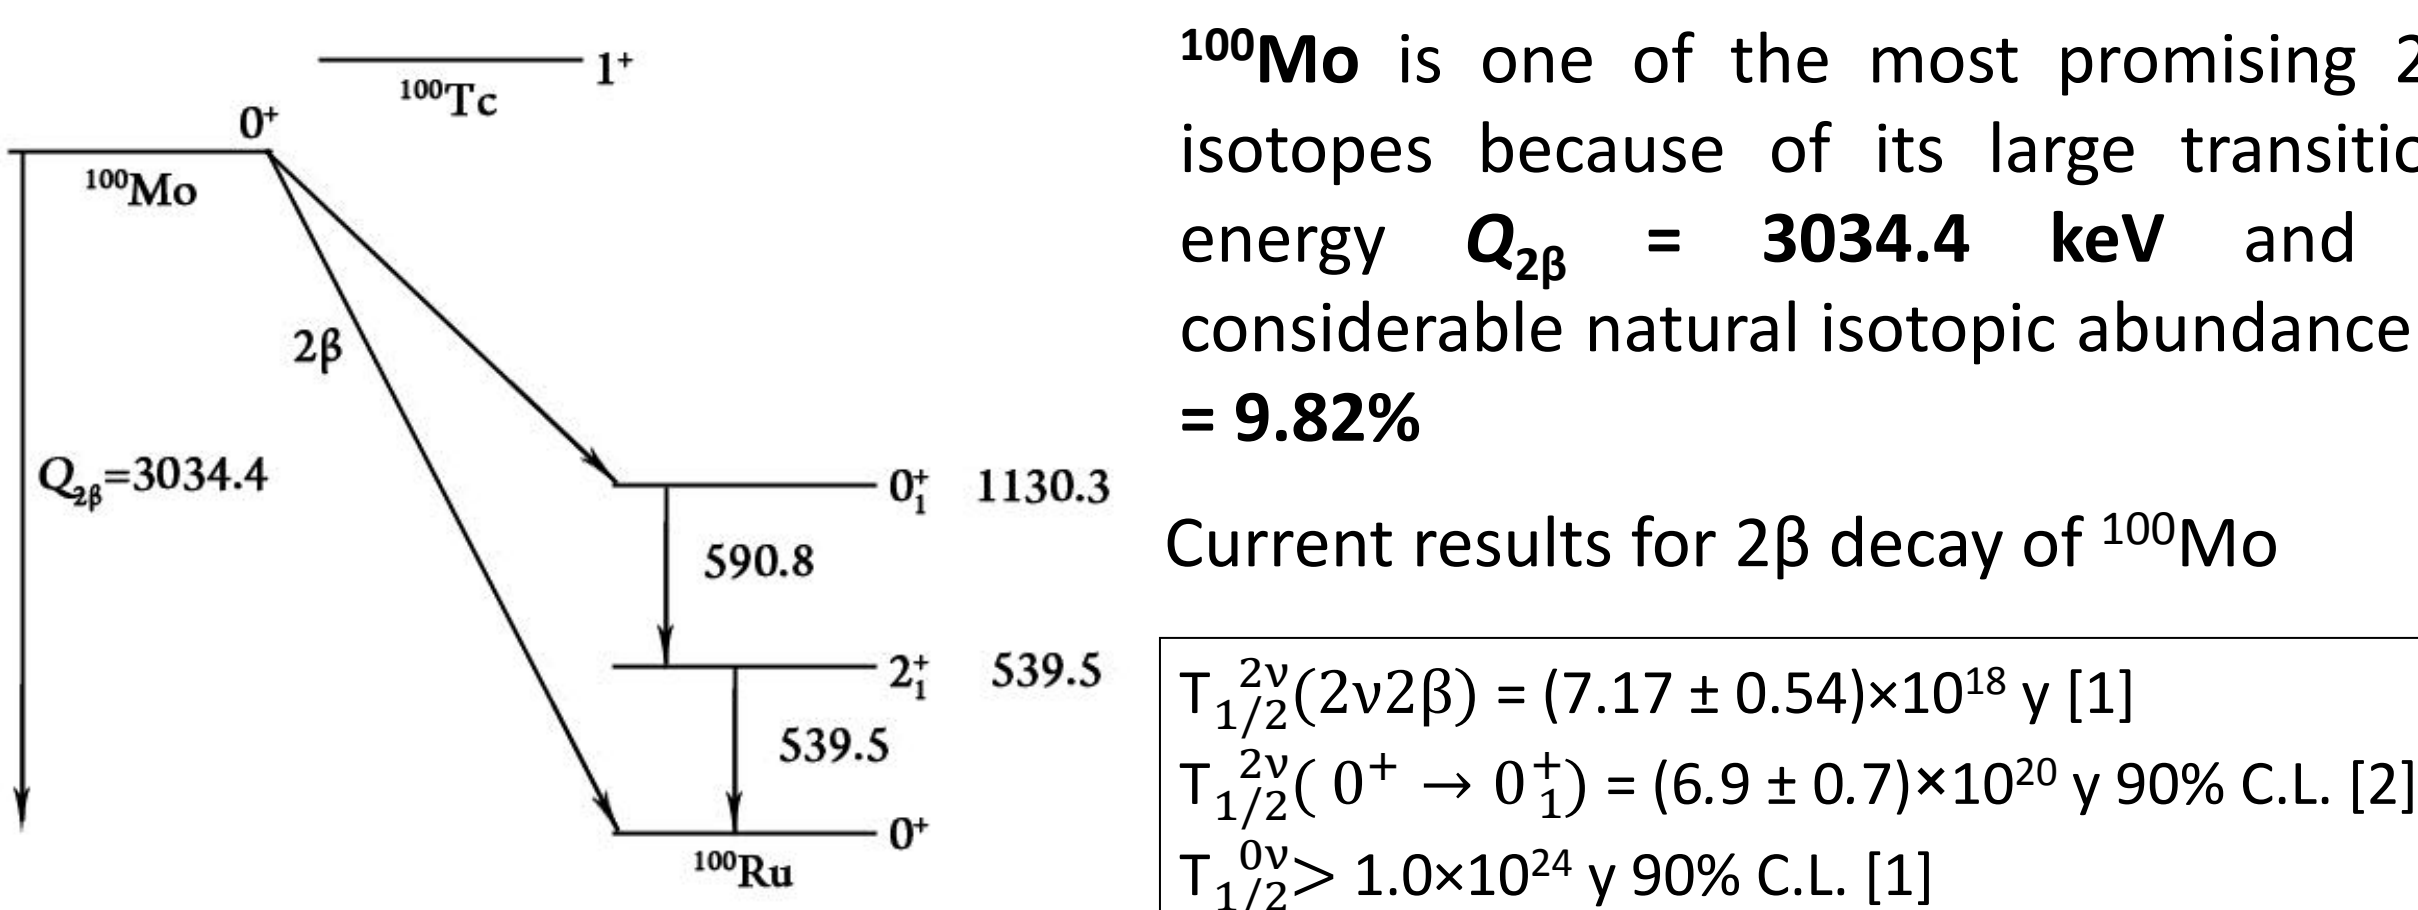 1⁺
¹⁰⁰Tc
0⁺
¹⁰⁰Mo
2β
Q₂ᵦ=3034.4
0₁⁺ 1130.3
590.8
2₁⁺ 539.5
539.5
0⁺
¹⁰⁰Ru
¹⁰⁰Mo is one of the most promising
isotopes because of its large
energy Q₂ᵦ = 3034.4 keV and
considerable natural isotopic abundance
= 9.82%
Current results for 2β decay of ¹⁰⁰Mo
T₁/₂²ᵛ(2ν2β) = (7.17 ± 0.54)×10¹⁸ y [1]
T₁/₂²ᵛ( 0⁺ → 0₁⁺) = (6.9 ± 0.7)×10²⁰ y 90% C.L. [2]
T₁/₂⁰ᵛ> 1.0×10²⁴ y 90% C.L. [1]